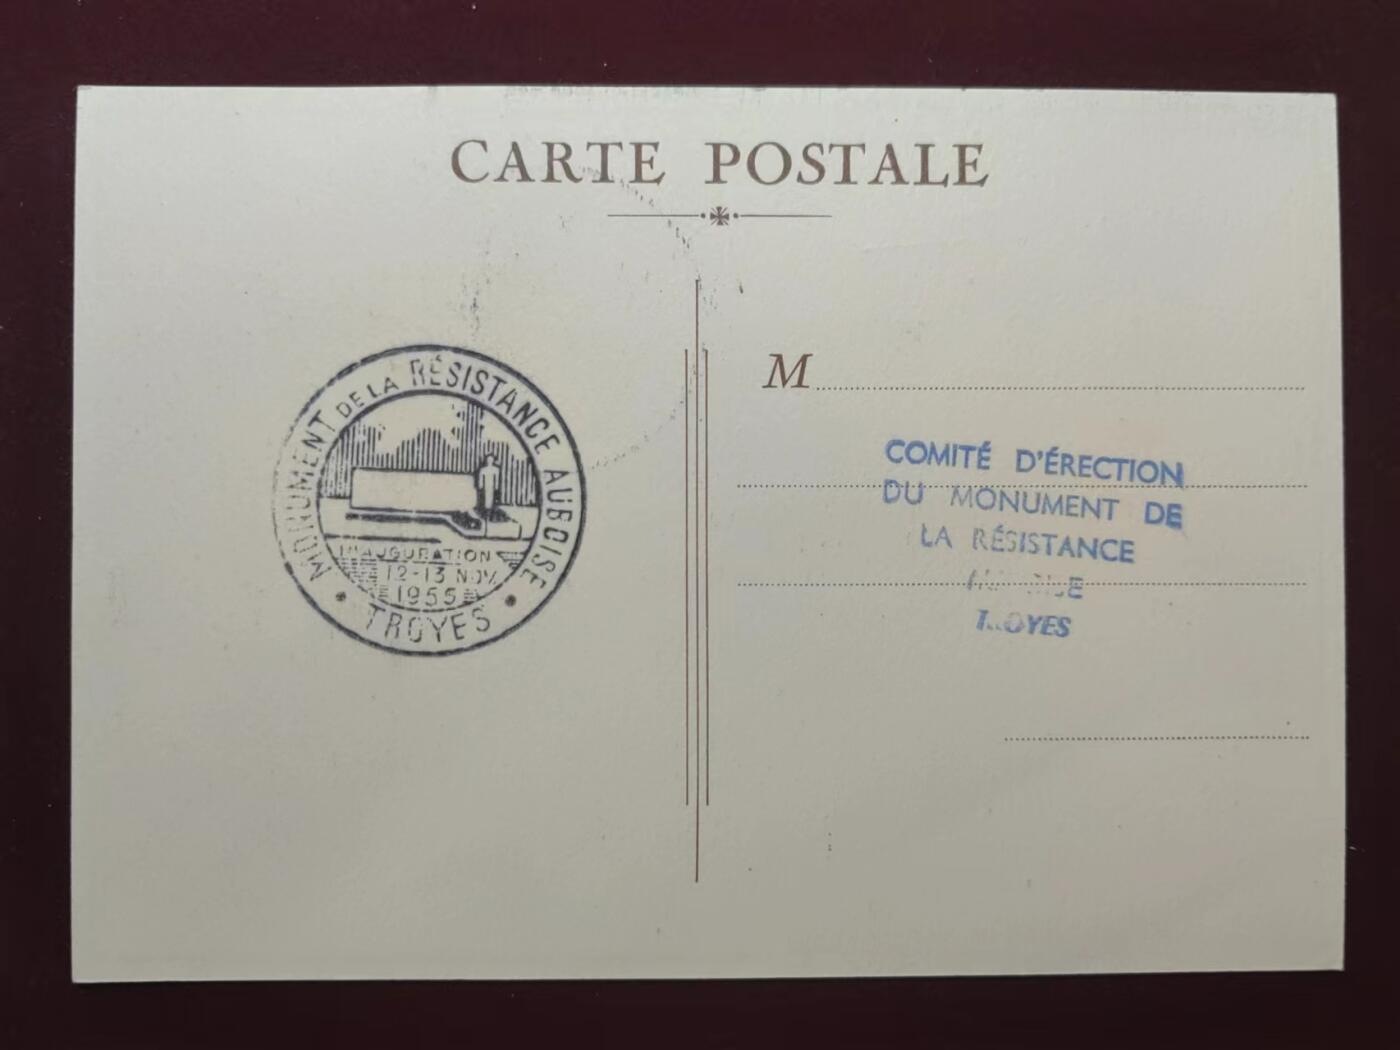 CARTE POSTALE
MONUMENT DE LA RÉSISTANCE AUBOISE
INAUGURATION
12-13 NOV.
1955
• TROYES •
M
COMITÉ D'ÉRECTION
DU MONUMENT DE
LA RÉSISTANCE
TROYES